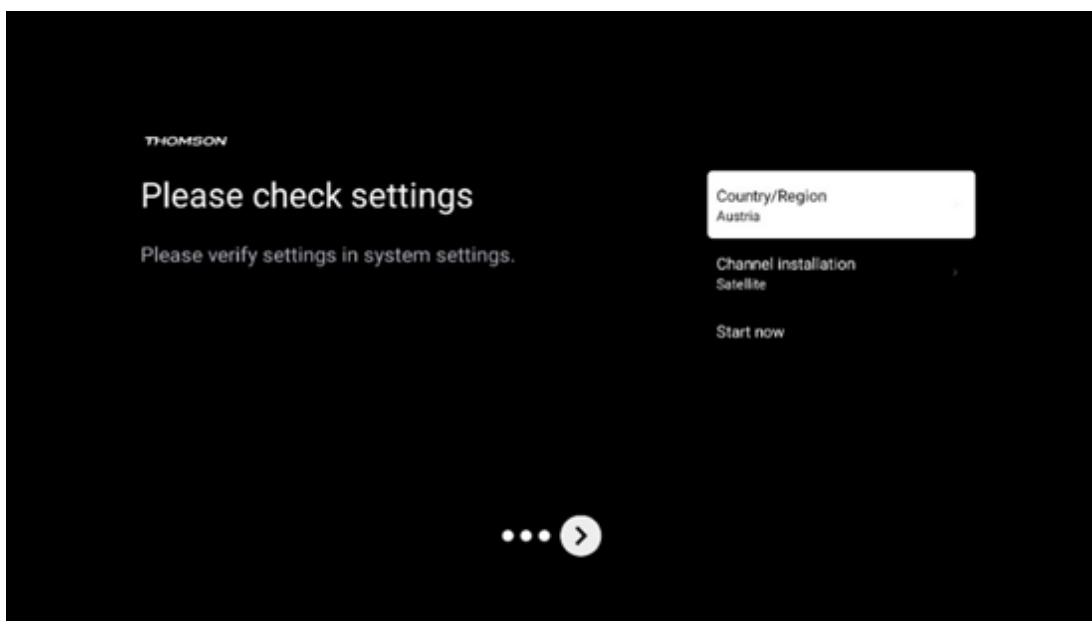 THOMSON
Please check settings
Please verify settings in system settings.
Country/Region
Austria
Channel installation
Satellite
Start now